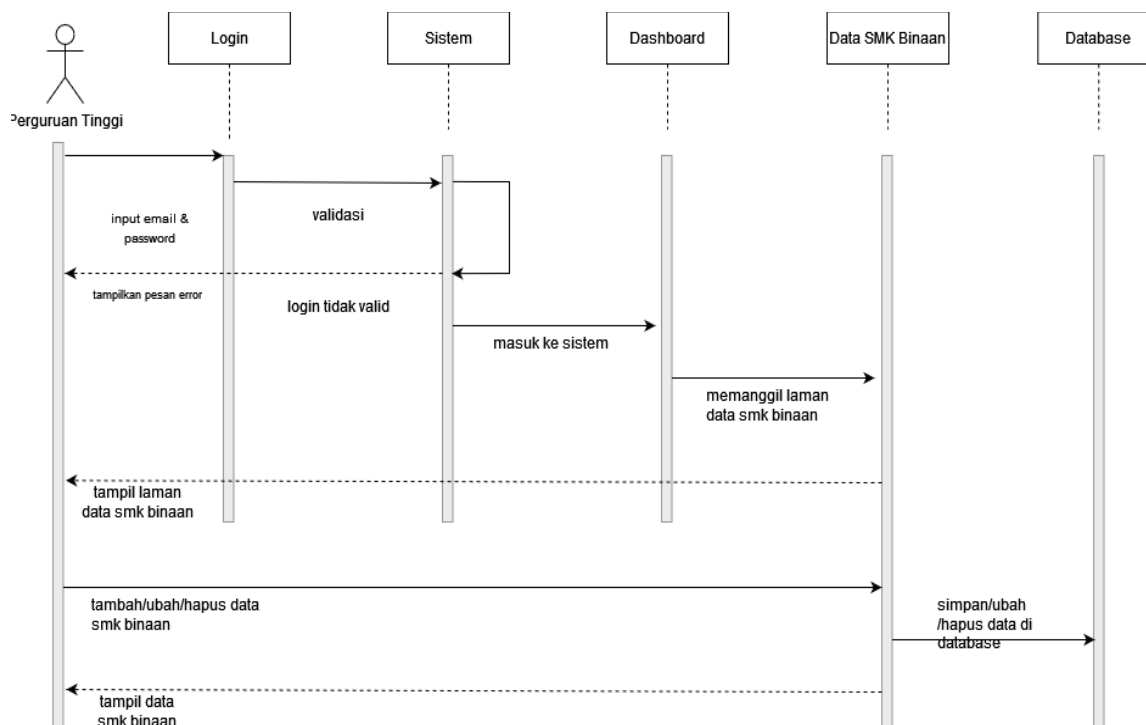 Login
Sistem
Dashboard
Data SMK Binaan
Database
Perguruan Tinggi
input email &
password
validasi
tampilkan pesan error
login tidak valid
masuk ke sistem
memanggil laman
data smk binaan
tampil laman
data smk binaan
tambah/ubah/hapus data
smk binaan
simpan/ubah
/hapus data di
database
tampil data
smk binaan